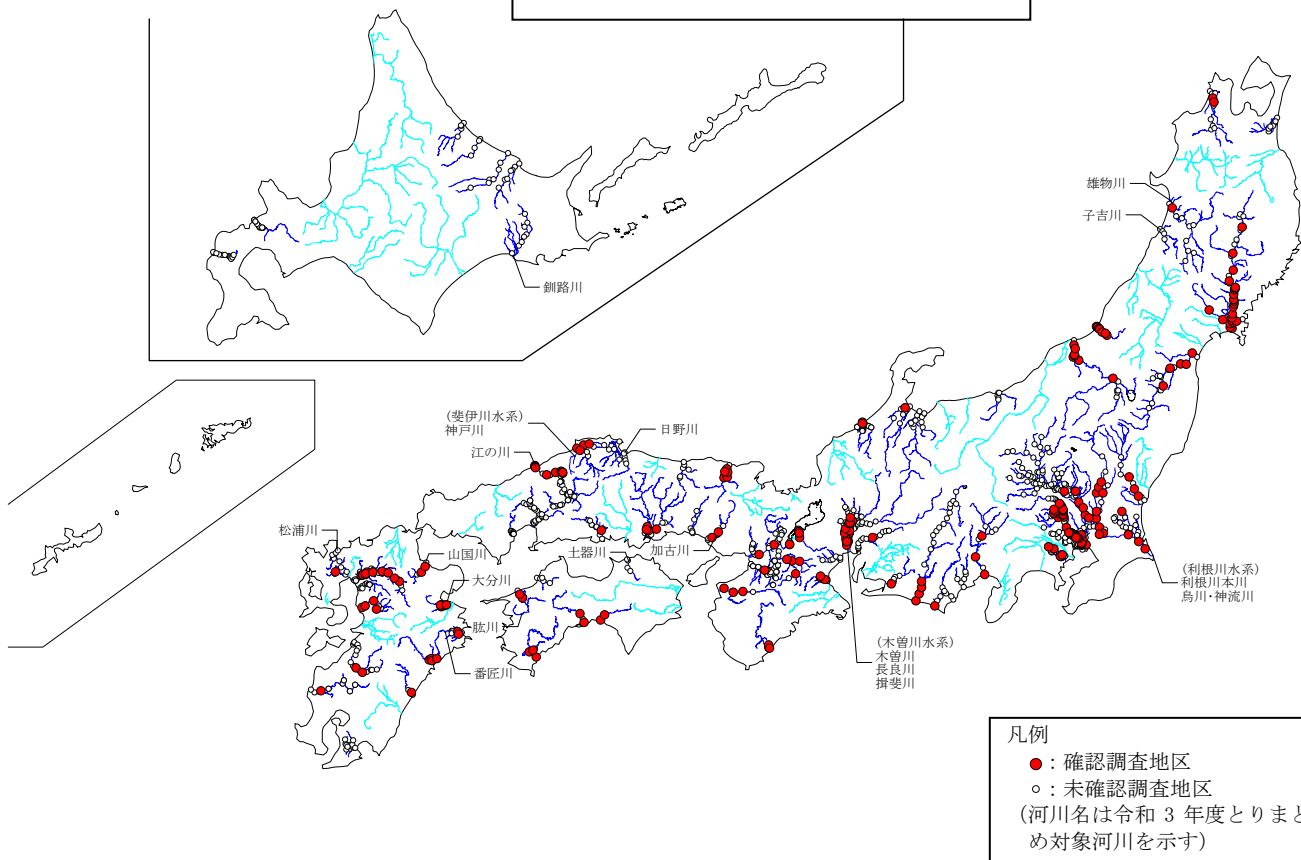 雄物川
子吉川
釧路川
(斐伊川水系)
神戸川
日野川
江の川
松浦川
山国川
土器川
加古川
大分川
肱川
番匠川
(利根川水系)
利根川本川
烏川・神流川
(木曽川水系)
木曽川
長良川
揖斐川
凡例
●：確認調査地区
○：未確認調査地区
(河川名は令和 3 年度とりまと
め対象河川を示す)